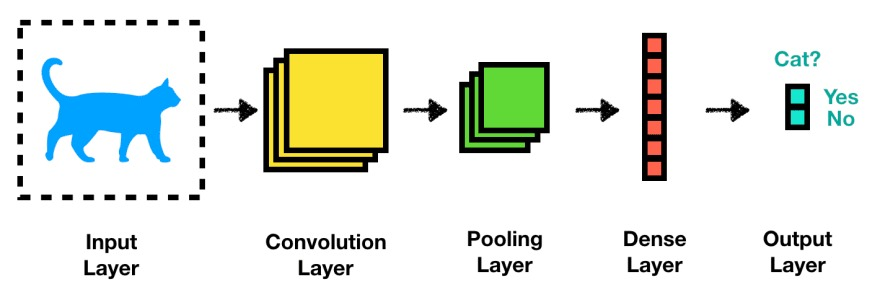 Cat?
Yes
No
Input
Layer
Convolution
Layer
Pooling
Layer
Dense
Layer
Output
Layer